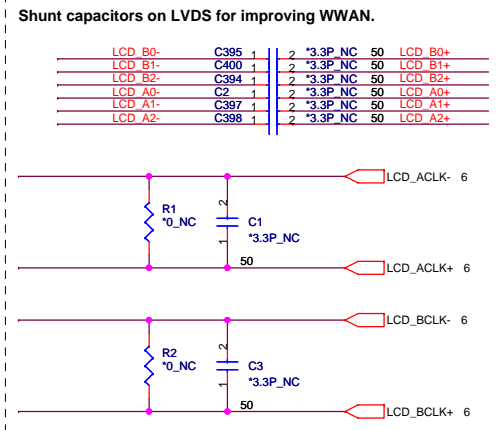 Shunt capacitors on LVDS for improving WWAN.
LCD_B0- C395 1 2 *3.3P_NC 50 LCD_B0+
LCD_B1- C400 1 2 *3.3P_NC 50 LCD_B1+
LCD_B2- C394 1 2 *3.3P_NC 50 LCD_B2+
LCD_A0- C2 1 2 *3.3P_NC 50 LCD_A0+
LCD_A1- C397 1 2 *3.3P_NC 50 LCD_A1+
LCD_A2- C398 1 2 *3.3P_NC 50 LCD_A2+
LCD_ACLK- 6
2
R1
*0_NC
C1
*3.3P_NC
1
50
LCD_ACLK+ 6
LCD_BCLK- 6
2
R2
*0_NC
C3
*3.3P_NC
1
50
LCD_BCLK+ 6